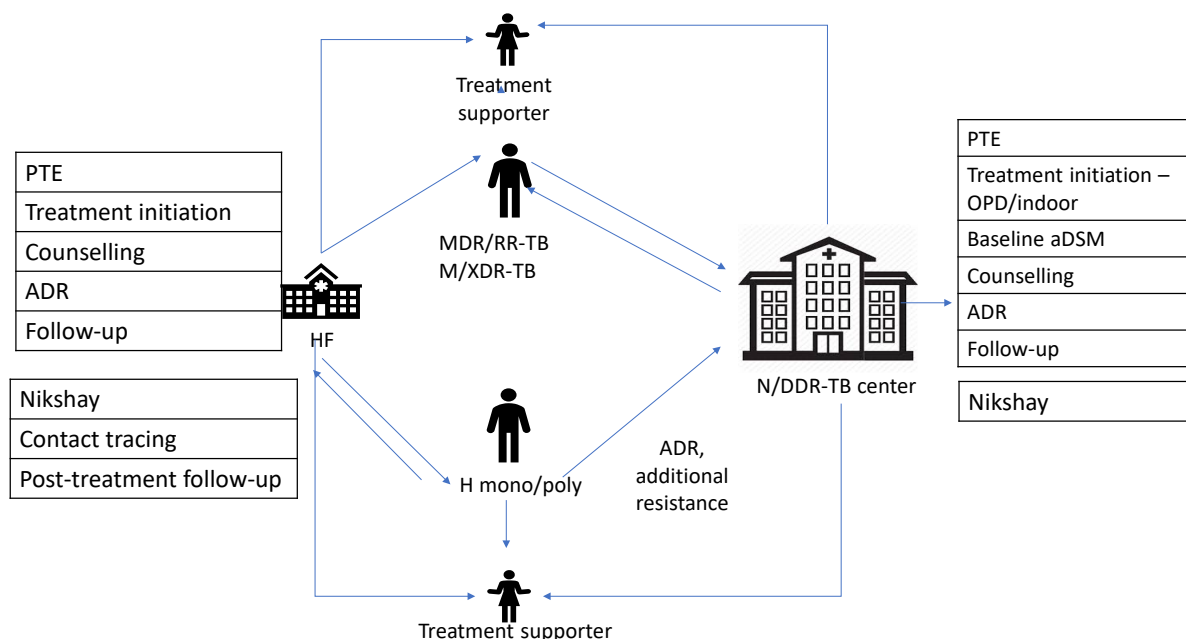 Treatment
supporter
PTE
Treatment initiation
Counselling
ADR
Follow-up
HF
Nikshay
Contact tracing
Post-treatment follow-up
MDR/RR-TB
M/XDR-TB
H mono/poly
ADR,
additional
resistance
Treatment supporter
N/DDR-TB center
PTE
Treatment initiation –
OPD/indoor
Baseline aDSM
Counselling
ADR
Follow-up
Nikshay